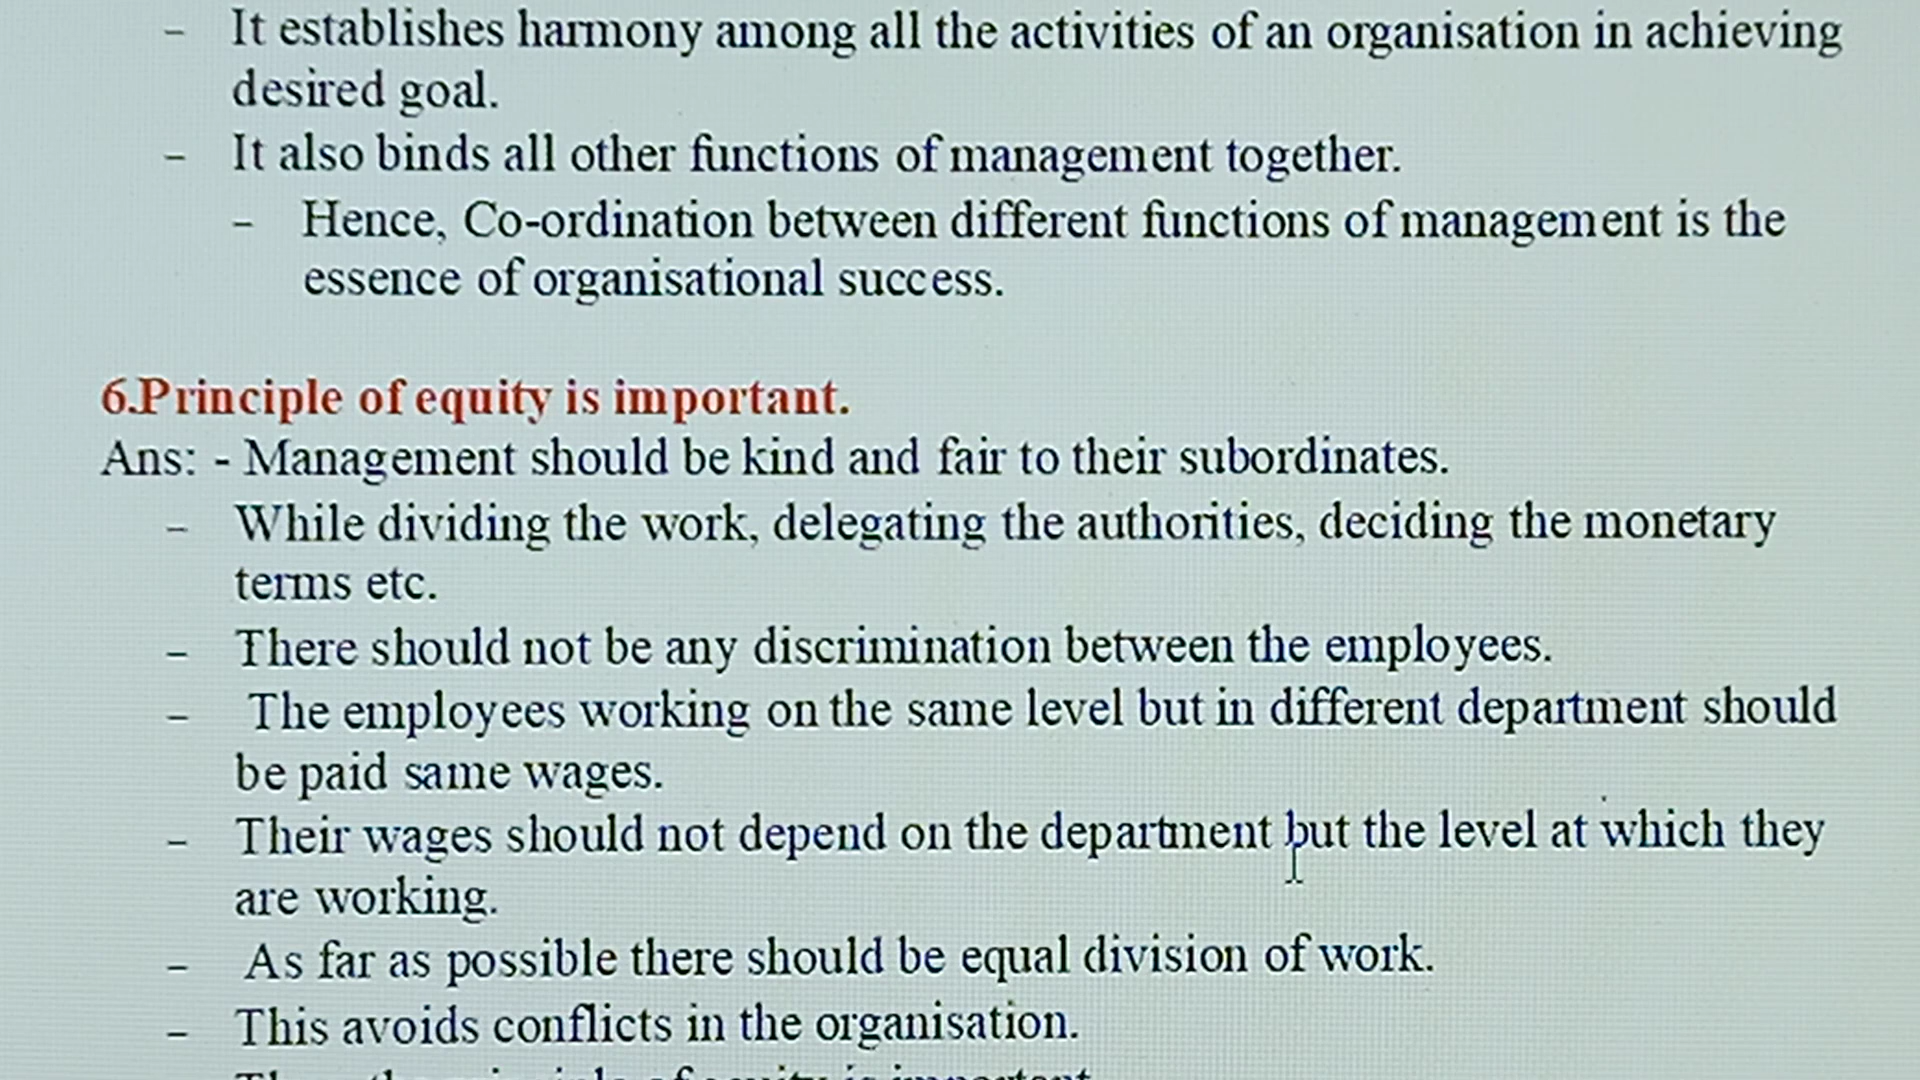 - It establishes harmony among all the activities of an organisation in achieving
desired goal.
- It also binds all other functions of management together.
- Hence, Co-ordination between different functions of management is the
essence of organisational success.
6.Principle of equity is important.
Ans: - Management should be kind and fair to their subordinates.
- While dividing the work, delegating the authorities, deciding the monetary
terms etc.
- There should not be any discrimination between the employees.
- The employees working on the same level but in different department should
be paid same wages.
- Their wages should not depend on the department but the level at which they
are working.
- As far as possible there should be equal division of work.
- This avoids conflicts in the organisation.